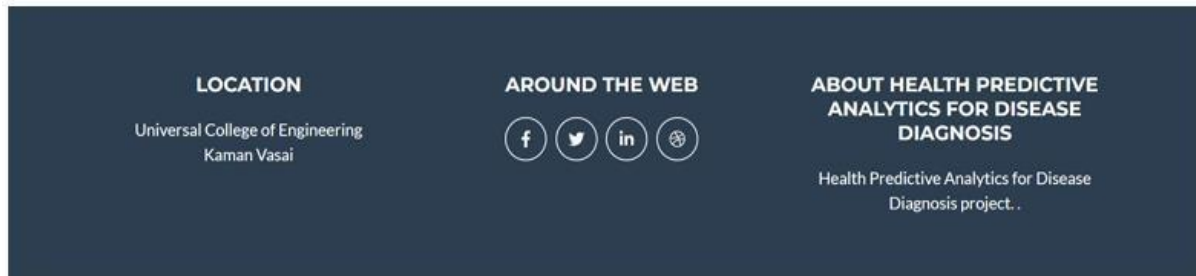 LOCATION
Universal College of Engineering
Kaman Vasai
AROUND THE WEB
ABOUT HEALTH PREDICTIVE
ANALYTICS FOR DISEASE
DIAGNOSIS
Health Predictive Analytics for Disease
Diagnosis project. .